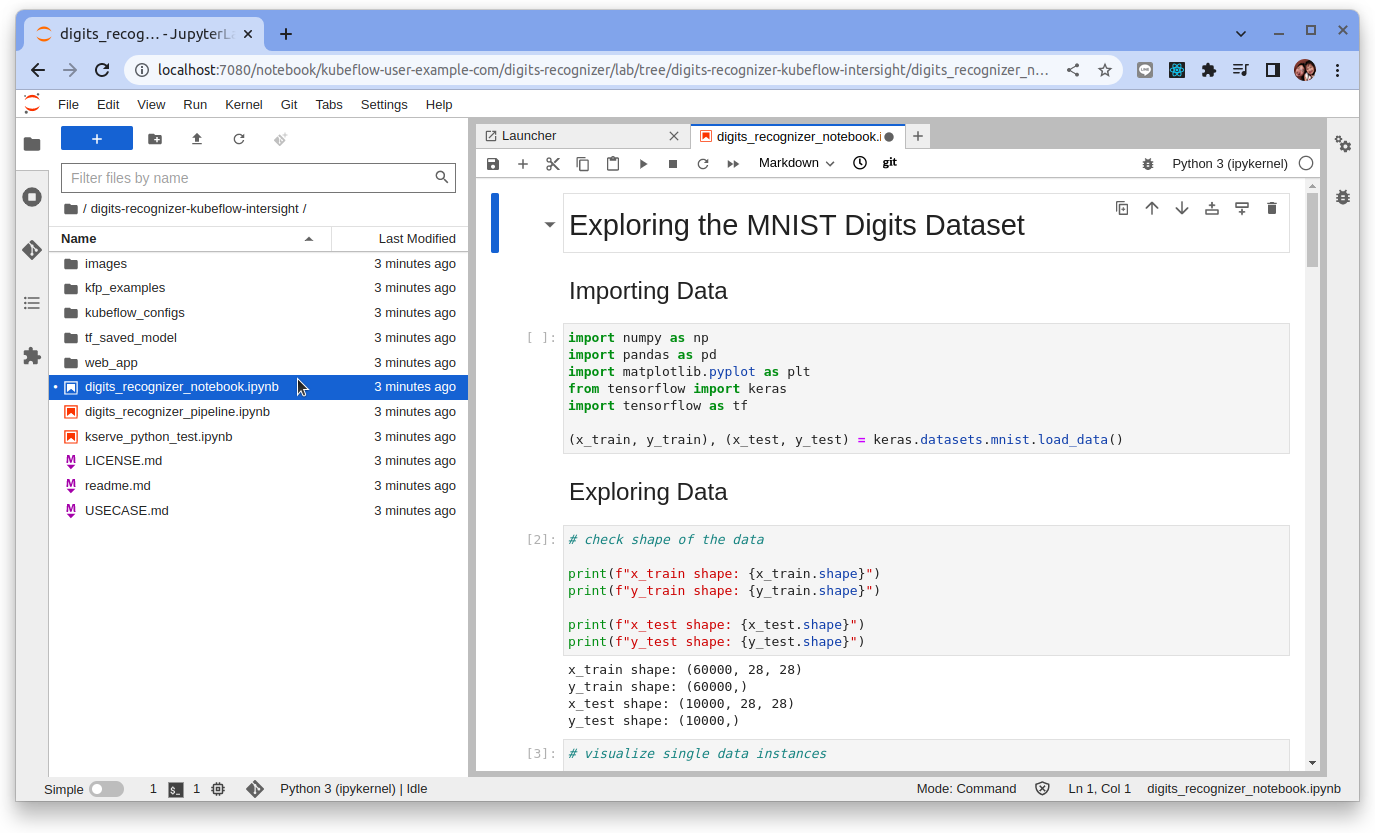 digits_recog… - JupyterLa
localhost:7080/notebook/kubeflow-user-example-com/digits-recognizer/lab/tree/digits-recognizer-kubeflow-intersight/digits_recognizer_n…
File Edit View Run Kernel Git Tabs Settings Help
+
Filter files by name
/ digits-recognizer-kubeflow-intersight /
Name Last Modified
images 3 minutes ago
kfp_examples 3 minutes ago
kubeflow_configs 3 minutes ago
tf_saved_model 3 minutes ago
web_app 3 minutes ago
digits_recognizer_notebook.ipynb 3 minutes ago
digits_recognizer_pipeline.ipynb 3 minutes ago
kserve_python_test.ipynb 3 minutes ago
LICENSE.md 3 minutes ago
readme.md 3 minutes ago
USECASE.md 3 minutes ago
Launcher
digits_recognizer_notebook.i
Markdown
git
Python 3 (ipykernel)
Exploring the MNIST Digits Dataset
Importing Data
[ ]:
import numpy as np
import pandas as pd
import matplotlib.pyplot as plt
from tensorflow import keras
import tensorflow as tf
(x_train, y_train), (x_test, y_test) = keras.datasets.mnist.load_data()
Exploring Data
[2]:
# check shape of the data
print(f"x_train shape: {x_train.shape}")
print(f"y_train shape: {y_train.shape}")
print(f"x_test shape: {x_test.shape}")
print(f"y_test shape: {y_test.shape}")
x_train shape: (60000, 28, 28)
y_train shape: (60000,)
x_test shape: (10000, 28, 28)
y_test shape: (10000,)
[3]:
# visualize single data instances
Simple 1 1 Python 3 (ipykernel) | Idle Mode: Command Ln 1, Col 1 digits_recognizer_notebook.ipynb